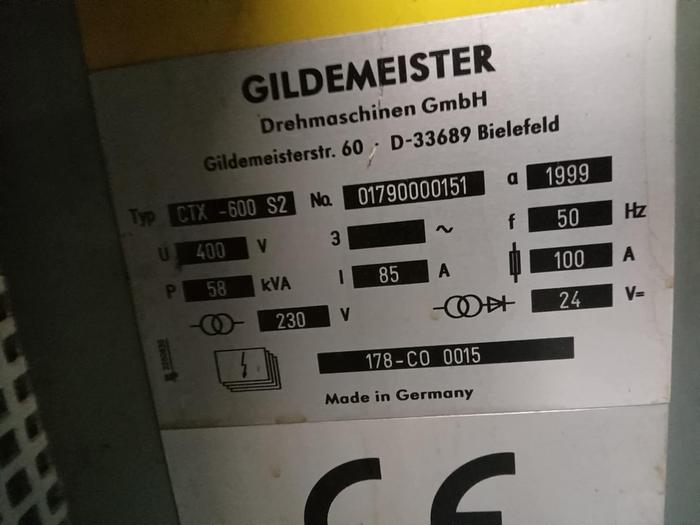 GILDEMEISTER
Drehmaschinen GmbH
Gildemeisterstr. 60 · D-33689 Bielefeld
Typ CTX -600 S2 No. 01790000151 a 1999
U 400 V 3 ~ f 50 Hz
P 58 kVA I 85 A 100 A
230 V 24 V=
178-CO 0015
Made in Germany
CE